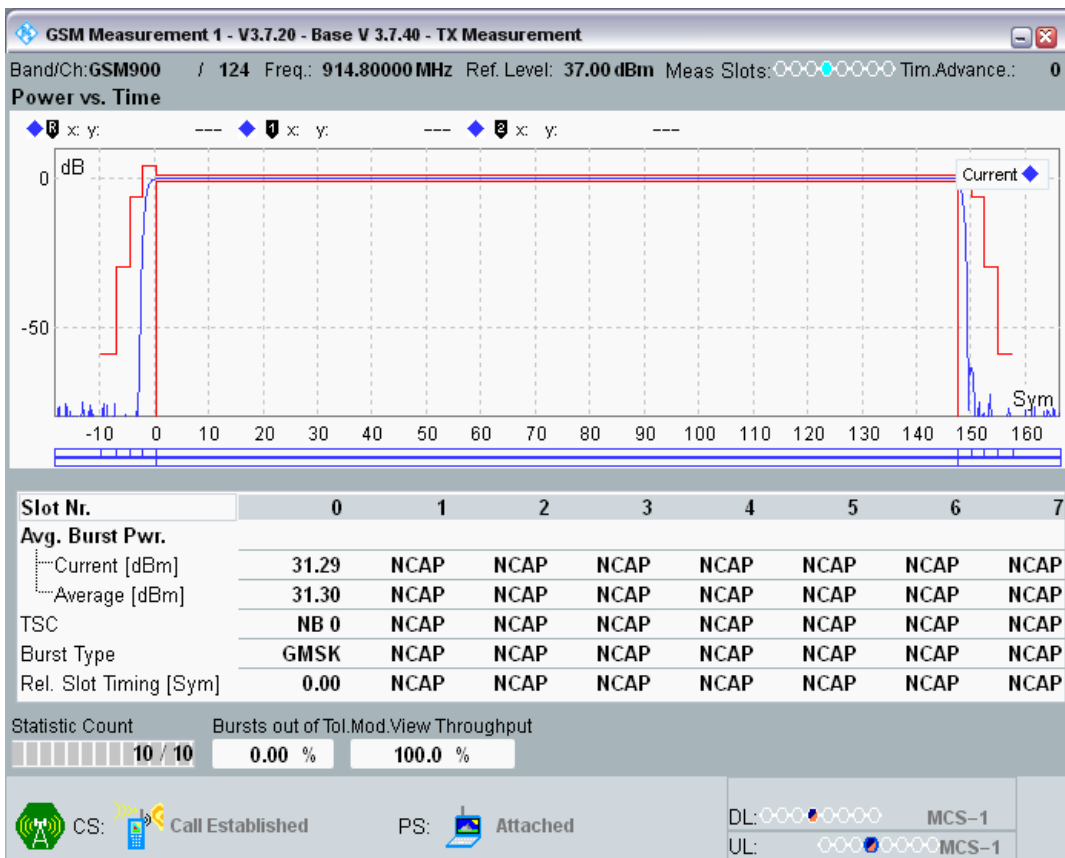 GSM Measurement 1 - V3.7.20 - Base V 3.7.40 - TX Measurement
Band/Ch:GSM900 / 124 Freq.: 914.80000 MHz Ref. Level: 37.00 dBm Meas Slots: Tim.Advance.: 0
Power vs. Time
R x: y: --- 1 x: y: --- 2 x: y: ---
dB
0
Current
-50
Sym
-10 0 10 20 30 40 50 60 70 80 90 100 110 120 130 140 150 160
Slot Nr. 0 1 2 3 4 5 6 7
Avg. Burst Pwr.
Current [dBm] 31.29 NCAP NCAP NCAP NCAP NCAP NCAP NCAP
Average [dBm] 31.30 NCAP NCAP NCAP NCAP NCAP NCAP NCAP
TSC NB 0 NCAP NCAP NCAP NCAP NCAP NCAP NCAP
Burst Type GMSK NCAP NCAP NCAP NCAP NCAP NCAP NCAP
Rel. Slot Timing [Sym] 0.00 NCAP NCAP NCAP NCAP NCAP NCAP NCAP
Statistic Count Bursts out of Tol. Mod.View Throughput
10 / 10 0.00 % 100.0 %
CS: Call Established PS: Attached DL: MCS-1
UL: MCS-1